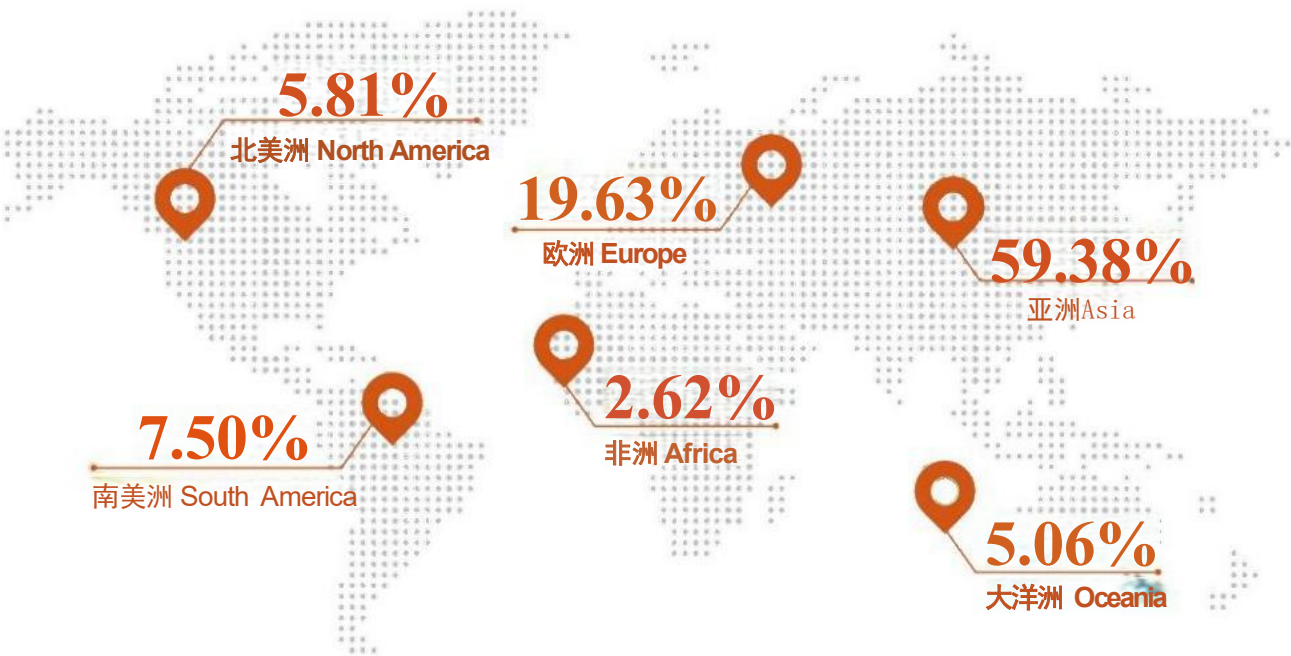 5.81%
北美洲 North America
19.63%
欧洲 Europe
59.38%
亚洲Asia
2.62%
非洲 Africa
7.50%
南美洲 South America
5.06%
大洋洲 Oceania